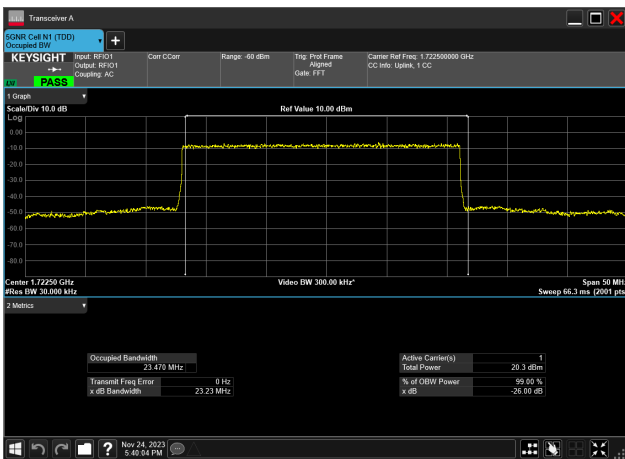 Transceiver A
5GNR Cell N1 (TDD)
Occupied BW
KEYSIGHT
PASS
Input: RFIO1
Output: RFIO1
Coupling: AC
Corr CCorr
Range: -60 dBm
Trig: Prot Frame
Aligned
Gate: FFT
Carrier Ref Freq: 1.722500000 GHz
CC Info: Uplink, 1 CC
1 Graph
Scale/Div 10.0 dB
Ref Value 10.00 dBm
Log
0.00
-10.0
-20.0
-30.0
-40.0
-50.0
-60.0
-70.0
-80.0
Center 1.72250 GHz
Video BW 300.00 kHz*
Span 50 MHz
#Res BW 30.000 kHz
Sweep 66.3 ms (2001 pts
2 Metrics
Occupied Bandwidth
23.470 MHz
Transmit Freq Error 0 Hz
x dB Bandwidth 23.23 MHz
Active Carrier(s) 1
Total Power 20.3 dBm
% of OBW Power 99.00 %
x dB -26.00 dB
Nov 24, 2023
5:40:04 PM